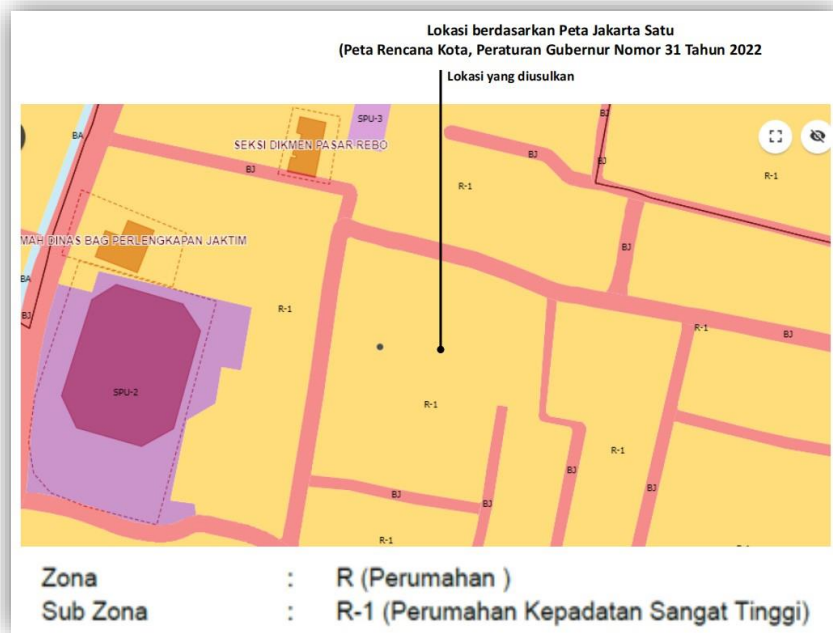 Lokasi berdasarkan Peta Jakarta Satu
(Peta Rencana Kota, Peraturan Gubernur Nomor 31 Tahun 2022
Lokasi yang diusulkan
SPU-3
BJ
BA
SEKSI DIKMEN PASAR REBO
BJ
BJ
BJ
R-1
R-1
BJ
MAH DINAS BAG PERLENGKAPAN JAKTIM
BJ
BA
R-1
BJ
R-1
BJ
SPU-2
R-1
R-1
BJ
BJ
BJ
BJ
R-1
R-1
Zona : R (Perumahan )
Sub Zona : R-1 (Perumahan Kepadatan Sangat Tinggi)